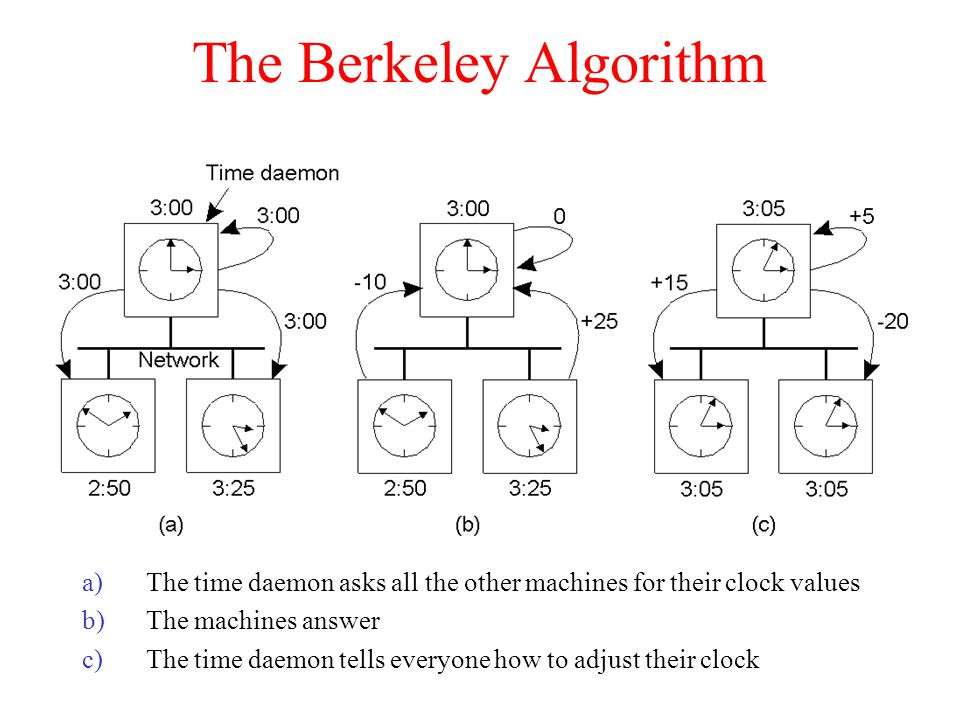 The Berkeley Algorithm
Time daemon
3:00
3:00
3:00
3:00
Network
2:50
3:25
(a)
3:00
0
-10
+25
2:50
3:25
(b)
3:05
+5
+15
-20
3:05
3:05
(c)
a) The time daemon asks all the other machines for their clock values
b) The machines answer
c) The time daemon tells everyone how to adjust their clock